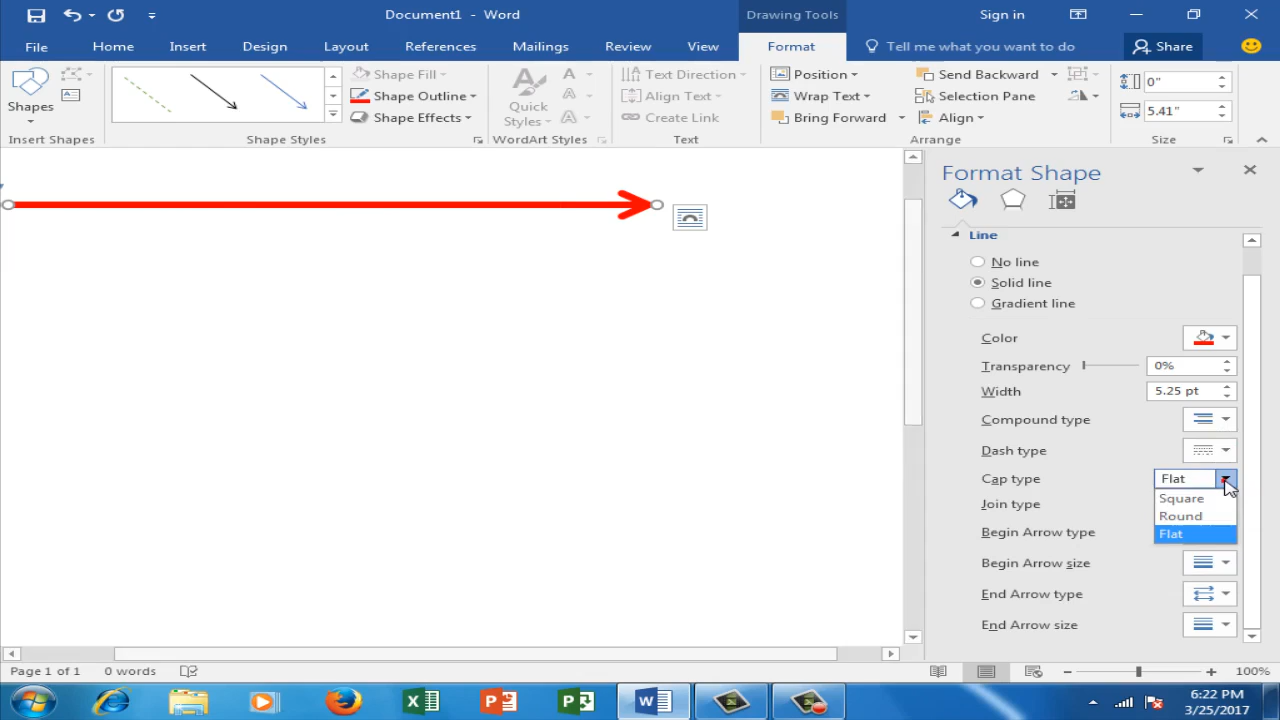 Document1 - Word
Drawing Tools
Sign in
File
Home
Insert
Design
Layout
References
Mailings
Review
View
Format
Tell me what you want to do
Share
Shapes
Insert Shapes
Shape Fill
Shape Outline
Shape Effects
Shape Styles
Quick
Styles
WordArt Styles
Text Direction
Align Text
Create Link
Text
Position
Wrap Text
Bring Forward
Send Backward
Selection Pane
Align
Arrange
0"
5.41"
Size
Format Shape
Line
No line
Solid line
Gradient line
Color
Transparency
0%
Width
5.25 pt
Compound type
Dash type
Cap type
Flat
Square
Round
Flat
Join type
Begin Arrow type
Begin Arrow size
End Arrow type
End Arrow size
Page 1 of 1
0 words
100%
6:22 PM
3/25/2017